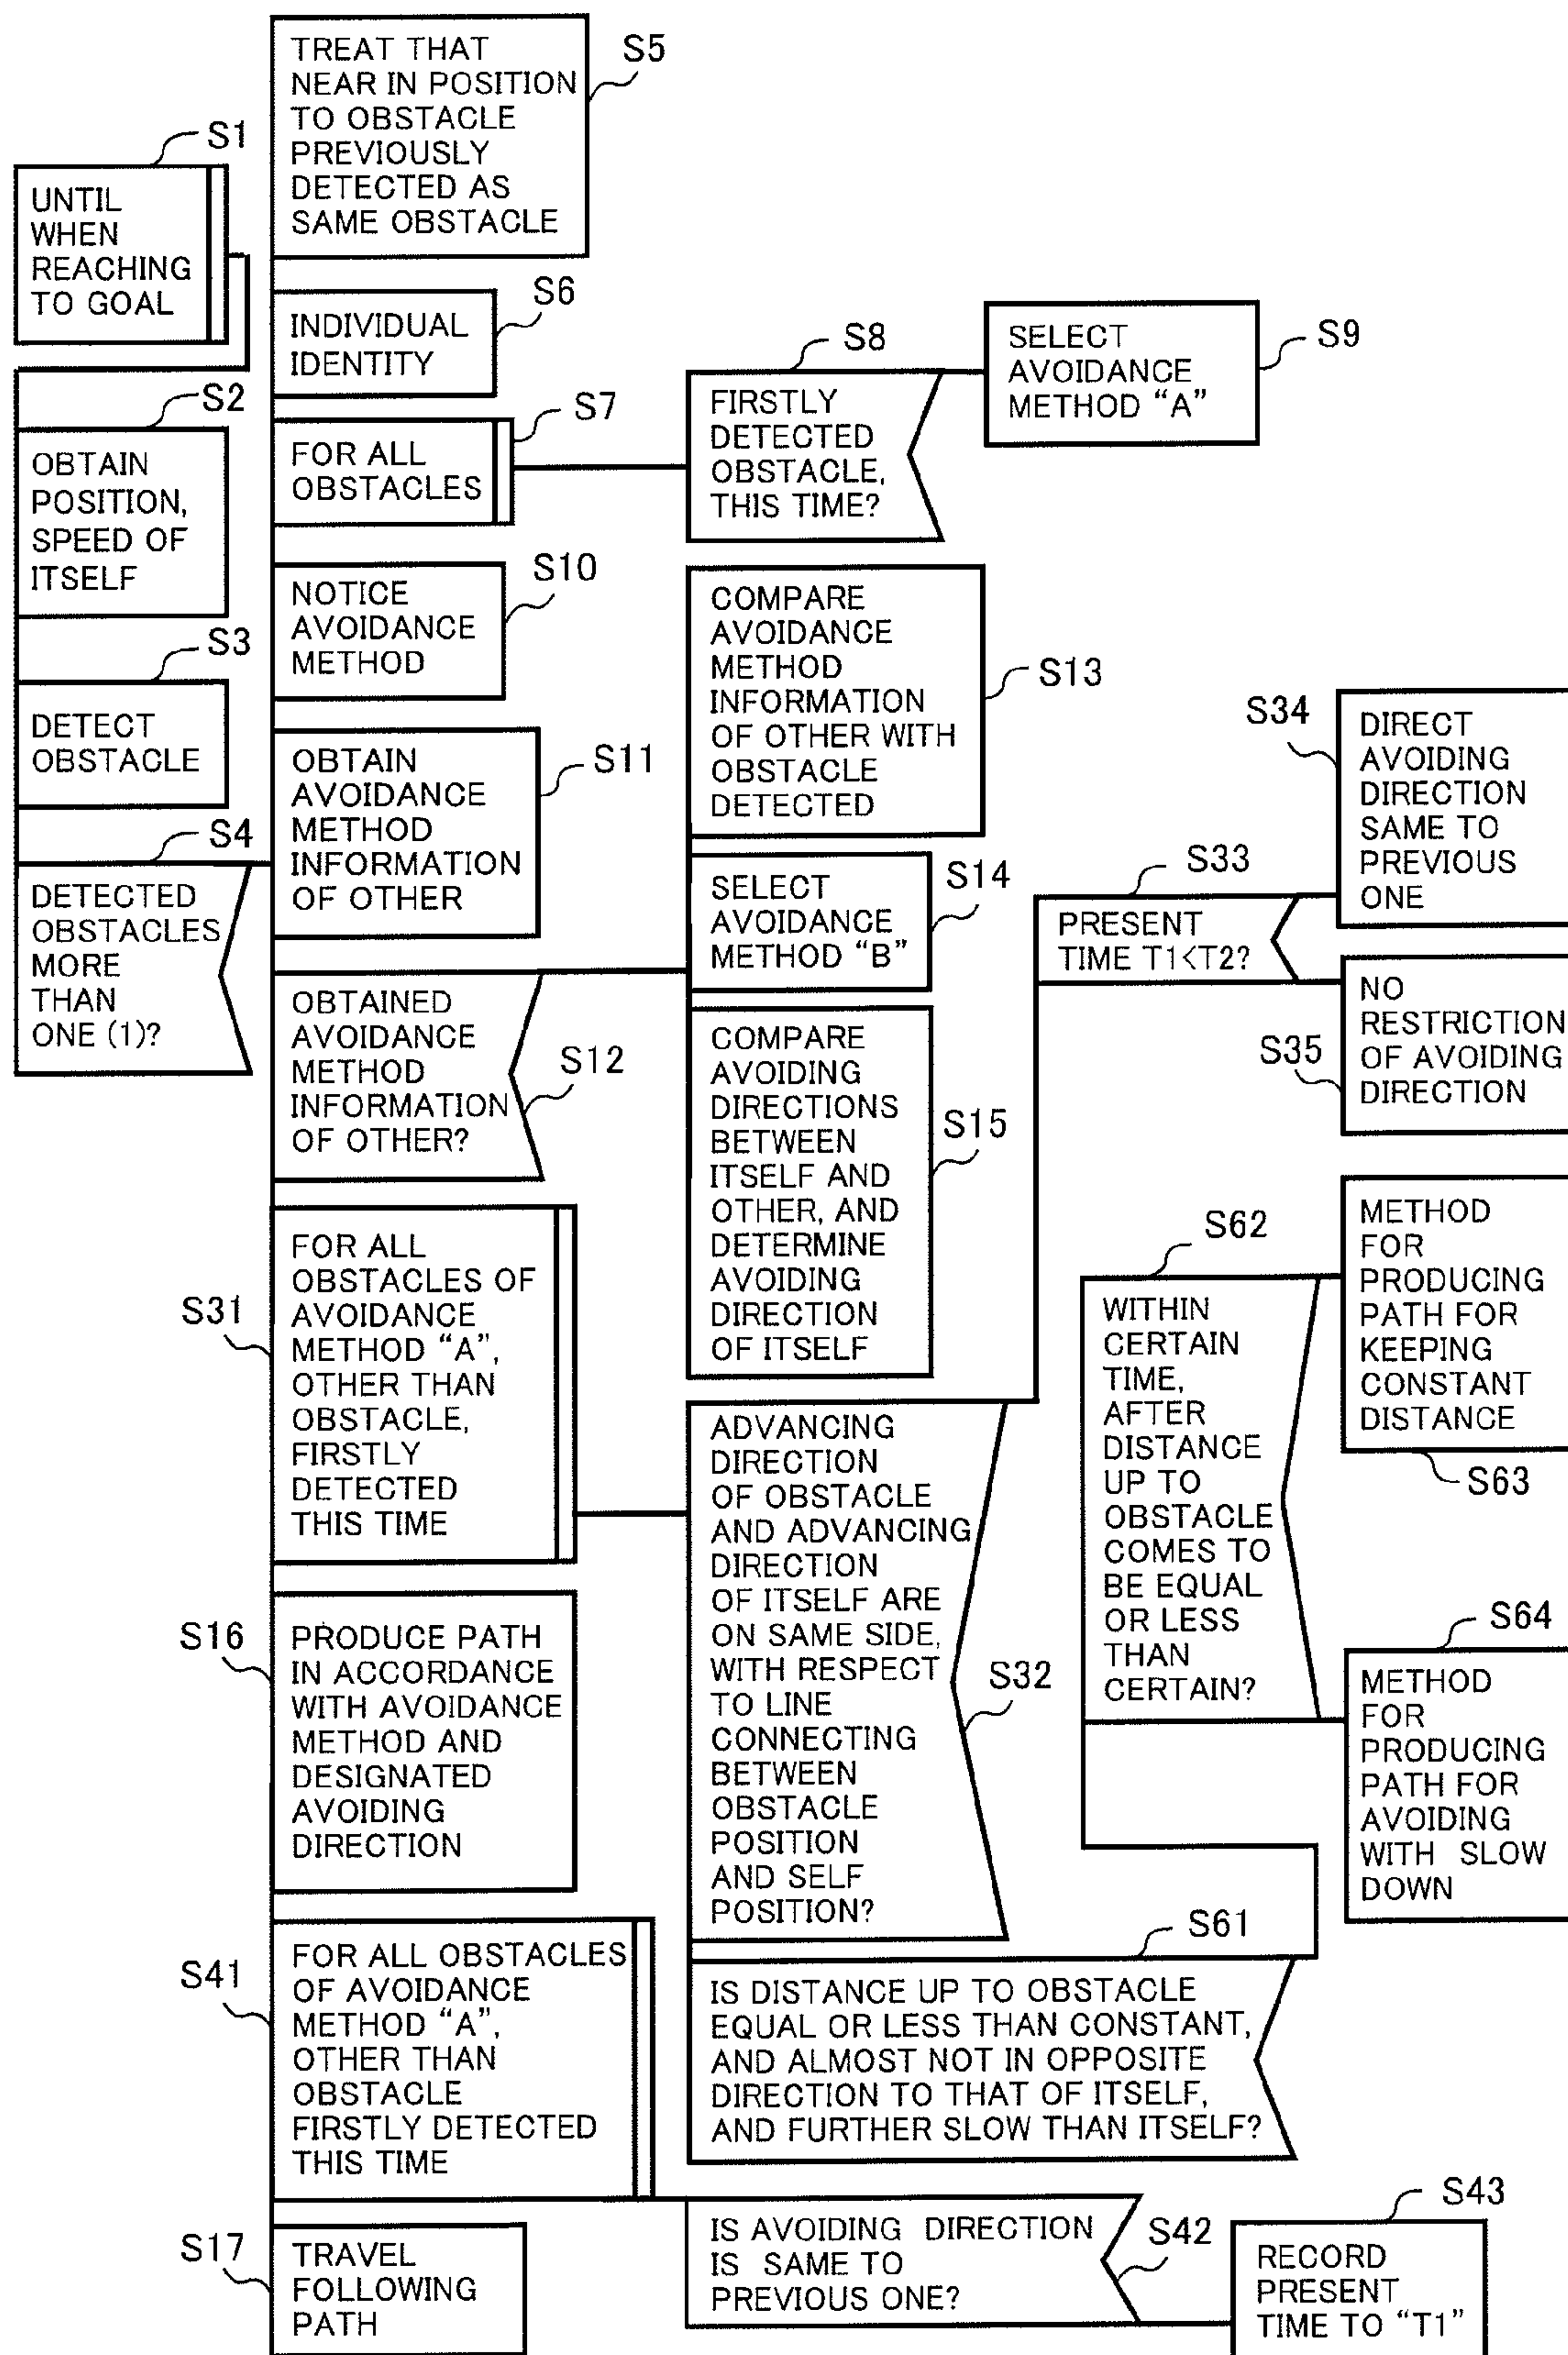 S1
UNTIL
WHEN
REACHING
TO GOAL
S2
OBTAIN
POSITION,
SPEED OF
ITSELF
S3
DETECT
OBSTACLE
S4
DETECTED
OBSTACLES
MORE
THAN
ONE (1)?
S5
TREAT THAT
NEAR IN POSITION
TO OBSTACLE
PREVIOUSLY
DETECTED AS
SAME OBSTACLE
S6
INDIVIDUAL
IDENTITY
S7
FOR ALL
OBSTACLES
S8
FIRSTLY
DETECTED
OBSTACLE,
THIS TIME?
S9
SELECT
AVOIDANCE
METHOD “A”
S10
NOTICE
AVOIDANCE
METHOD
S11
OBTAIN
AVOIDANCE
METHOD
INFORMATION
OF OTHER
S12
OBTAINED
AVOIDANCE
METHOD
INFORMATION
OF OTHER?
S13
COMPARE
AVOIDANCE
METHOD
INFORMATION
OF OTHER WITH
OBSTACLE
DETECTED
S14
SELECT
AVOIDANCE
METHOD “B”
S15
COMPARE
AVOIDING
DIRECTIONS
BETWEEN
ITSELF AND
OTHER, AND
DETERMINE
AVOIDING
DIRECTION
OF ITSELF
S31
FOR ALL
OBSTACLES OF
AVOIDANCE
METHOD “A”,
OTHER THAN
OBSTACLE,
FIRSTLY
DETECTED
THIS TIME
S32
ADVANCING
DIRECTION
OF OBSTACLE
AND ADVANCING
DIRECTION
OF ITSELF ARE
ON SAME SIDE,
WITH RESPECT
TO LINE
CONNECTING
BETWEEN
OBSTACLE
POSITION
AND SELF
POSITION?
S33
PRESENT
TIME T1<T2?
S34
DIRECT
AVOIDING
DIRECTION
SAME TO
PREVIOUS
ONE
S35
NO
RESTRICTION
OF AVOIDING
DIRECTION
S61
IS DISTANCE UP TO OBSTACLE
EQUAL OR LESS THAN CONSTANT,
AND ALMOST NOT IN OPPOSITE
DIRECTION TO THAT OF ITSELF,
AND FURTHER SLOW THAN ITSELF?
S62
WITHIN
CERTAIN
TIME,
AFTER
DISTANCE
UP TO
OBSTACLE
COMES TO
BE EQUAL
OR LESS
THAN
CERTAIN?
S63
METHOD
FOR
PRODUCING
PATH FOR
KEEPING
CONSTANT
DISTANCE
S64
METHOD
FOR
PRODUCING
PATH FOR
AVOIDING
WITH SLOW
DOWN
S16
PRODUCE PATH
IN ACCORDANCE
WITH AVOIDANCE
METHOD AND
DESIGNATED
AVOIDING
DIRECTION
S41
FOR ALL OBSTACLES
OF AVOIDANCE
METHOD “A”,
OTHER THAN
OBSTACLE
FIRSTLY DETECTED
THIS TIME
S42
IS AVOIDING DIRECTION
IS SAME TO
PREVIOUS ONE?
S43
RECORD
PRESENT
TIME TO “T1”
S17
TRAVEL
FOLLOWING
PATH